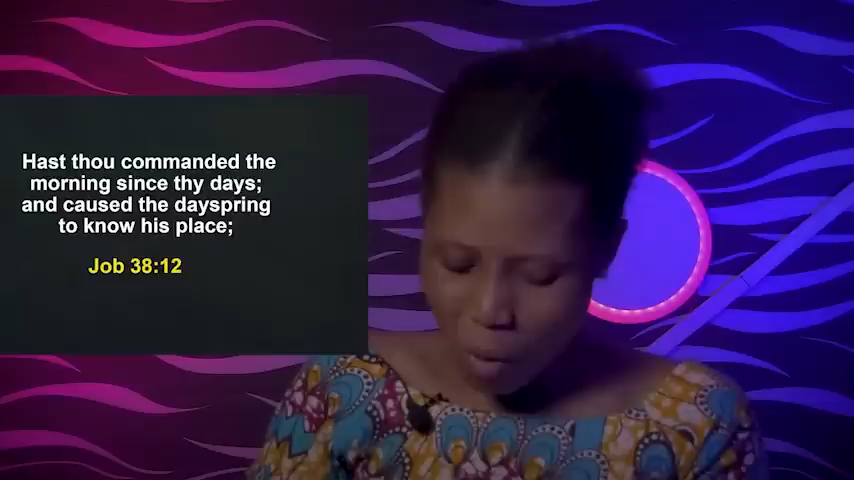 Hast thou commanded the
morning since thy days;
and caused the dayspring
to know his place;
Job 38:12